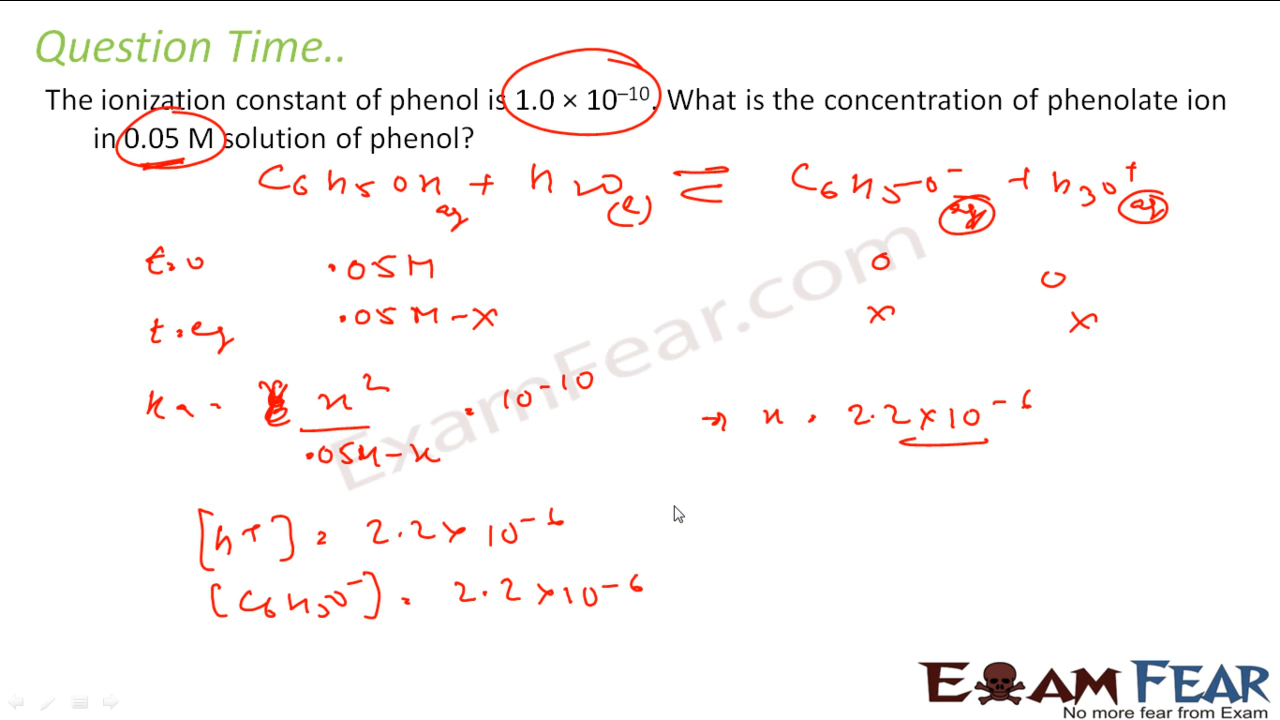 Question Time..
The ionization constant of phenol is 1.0 × 10⁻¹⁰. What is the concentration of phenolate ion
in 0.05 M solution of phenol?
C6H5OH aq + H2O (l) ⇌ C6H5-O⁻ aq + H3O⁺ aq
t=0 .05M 0 0
t=eq .05M-x x x
Ka = x² / .05M-x = 10⁻¹⁰ → x = 2.2×10⁻⁶
[H+] = 2.2×10⁻⁶
[C6H5O⁻] = 2.2×10⁻⁶
ExamFear.com
EXAM FEAR
No more fear from Exam